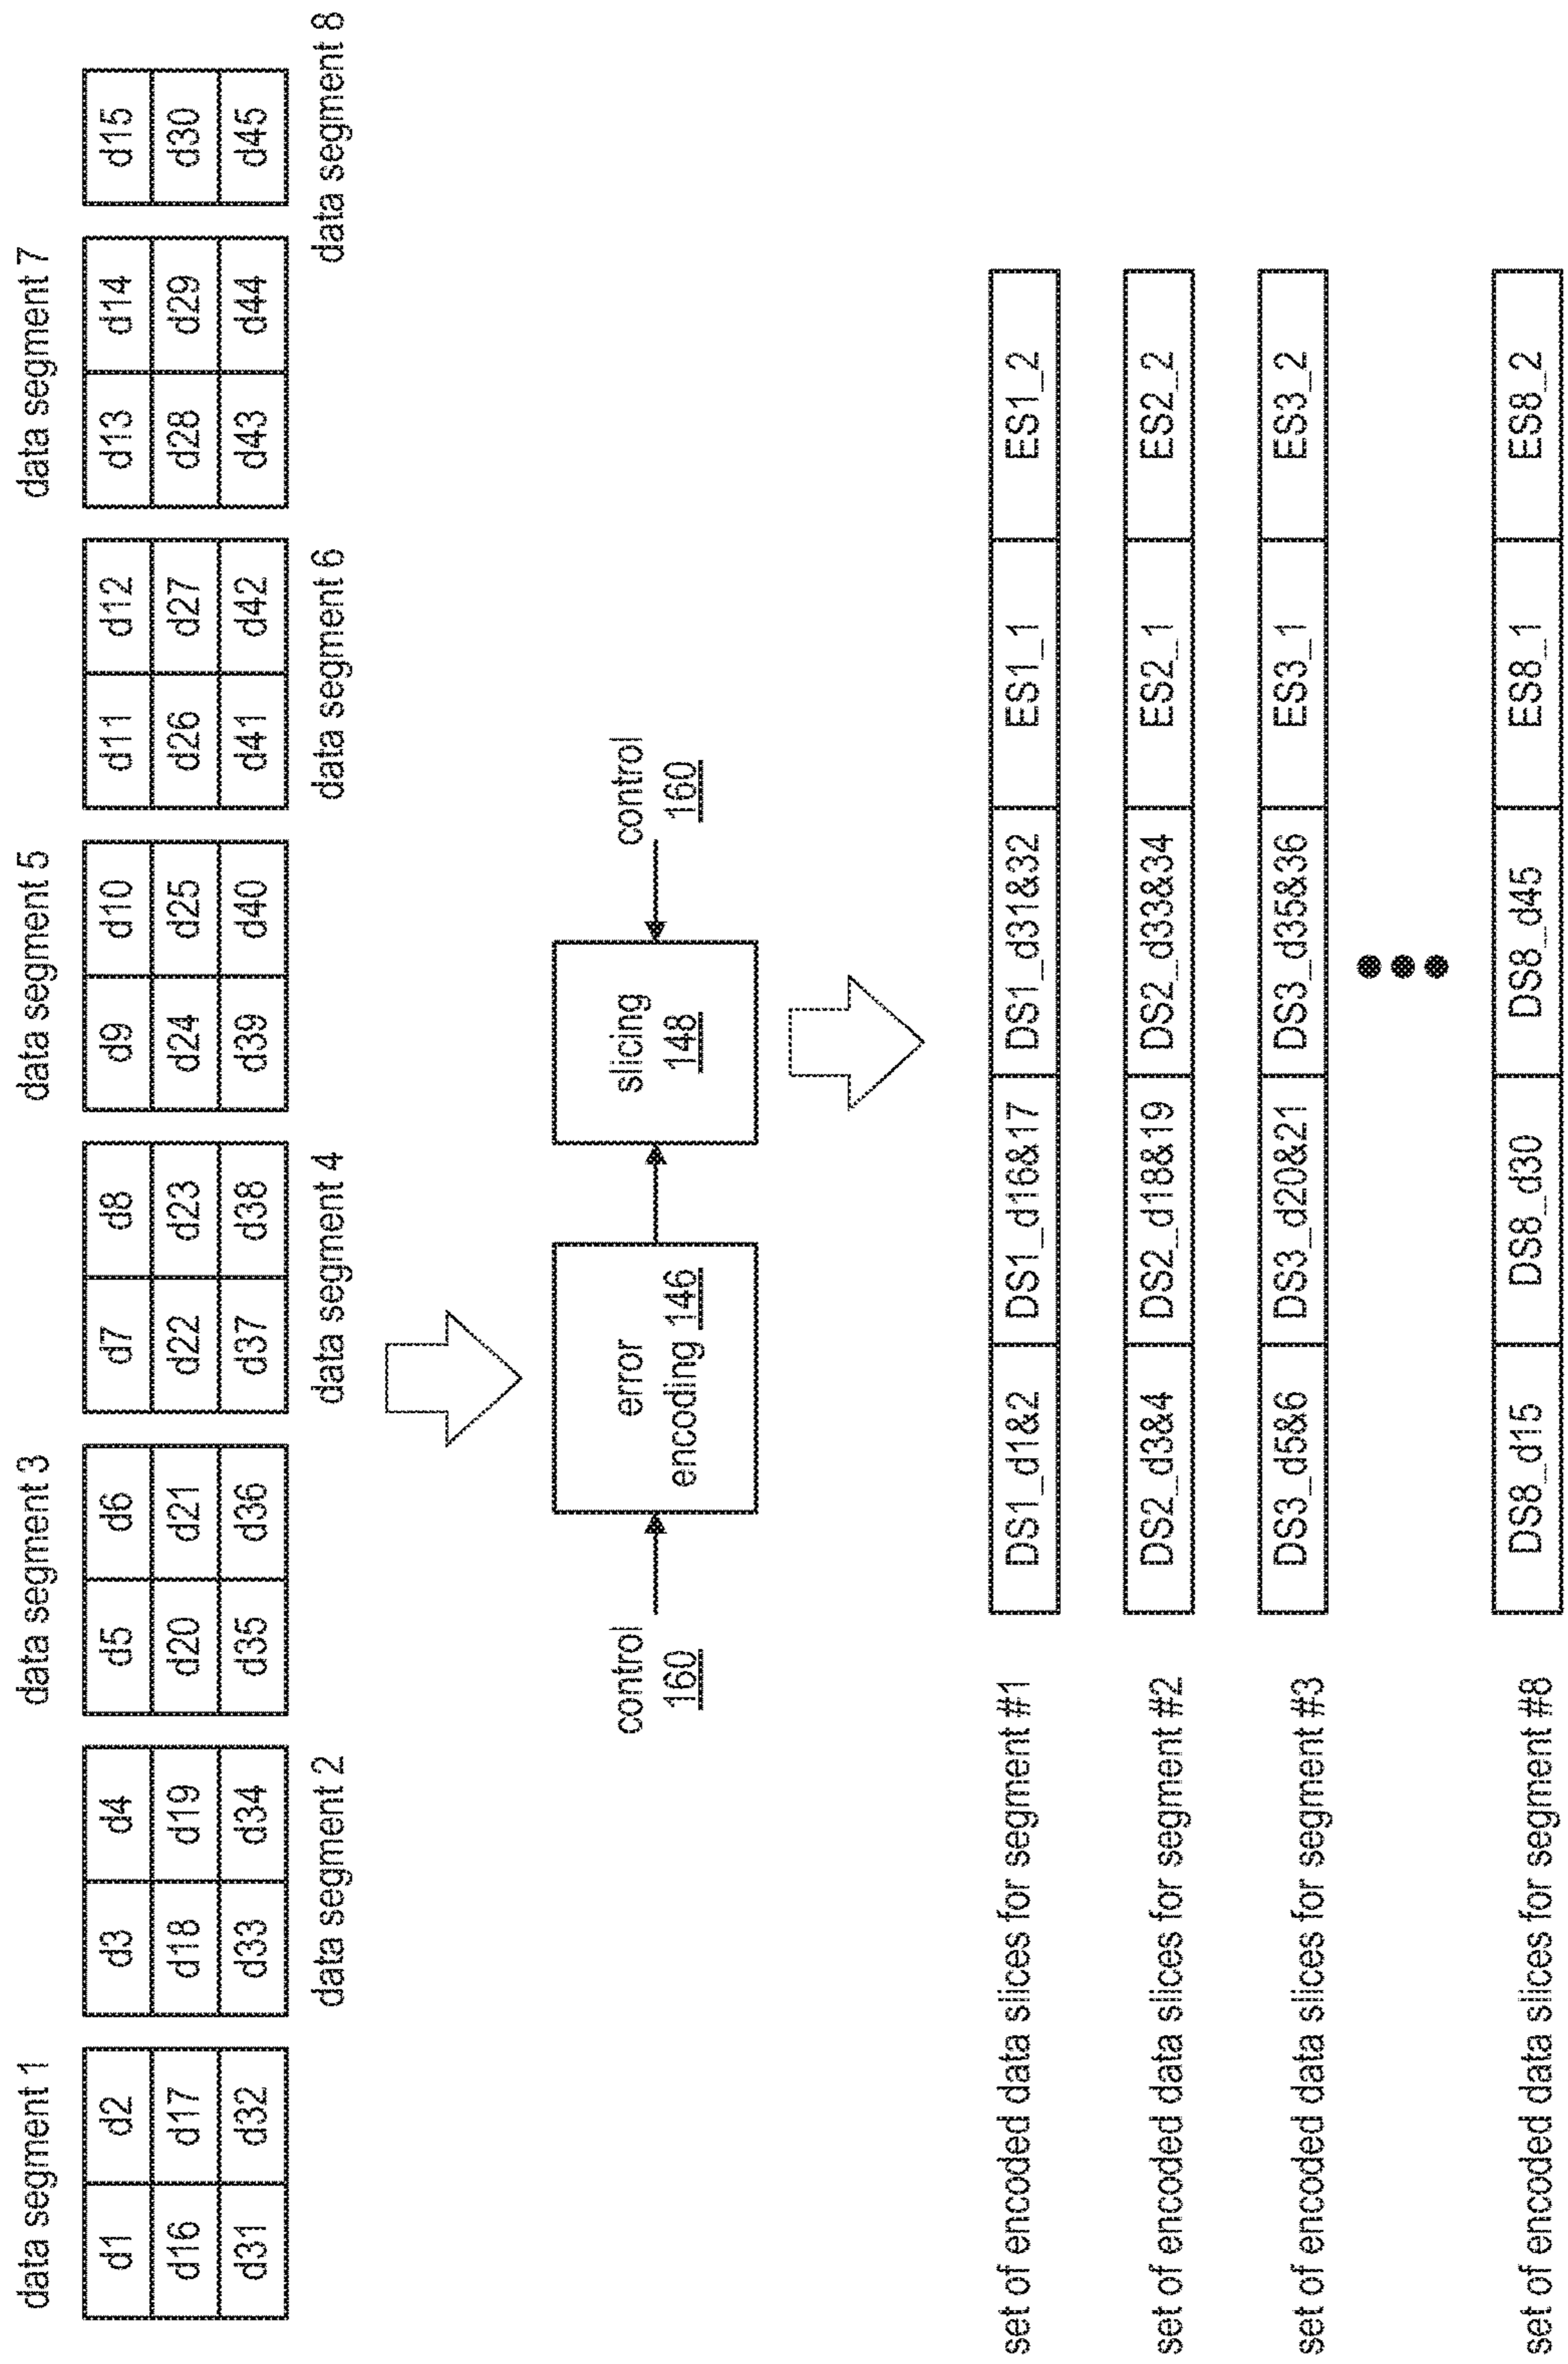 data segment 1
data segment 3
data segment 5
data segment 7
d1 d2 d3 d4 d5 d6 d7 d8 d9 d10 d11 d12 d13 d14 d15
d16 d17 d18 d19 d20 d21 d22 d23 d24 d25 d26 d27 d28 d29 d30
d31 d32 d33 d34 d35 d36 d37 d38 d39 d40 d41 d42 d43 d44 d45
data segment 2
data segment 4
data segment 6
data segment 8
control
160
error
encoding 146
slicing
148
control
160
set of encoded data slices for segment #1
DS1_d1&2 DS1_d16&17 DS1_d31&32 ES1_1 ES1_2
set of encoded data slices for segment #2
DS2_d3&4 DS2_d18&19 DS2_d33&34 ES2_1 ES2_2
set of encoded data slices for segment #3
DS3_d5&6 DS3_d20&21 DS3_d35&36 ES3_1 ES3_2
set of encoded data slices for segment #8
DS8_d15 DS8_d30 DS8_d45 ES8_1 ES8_2